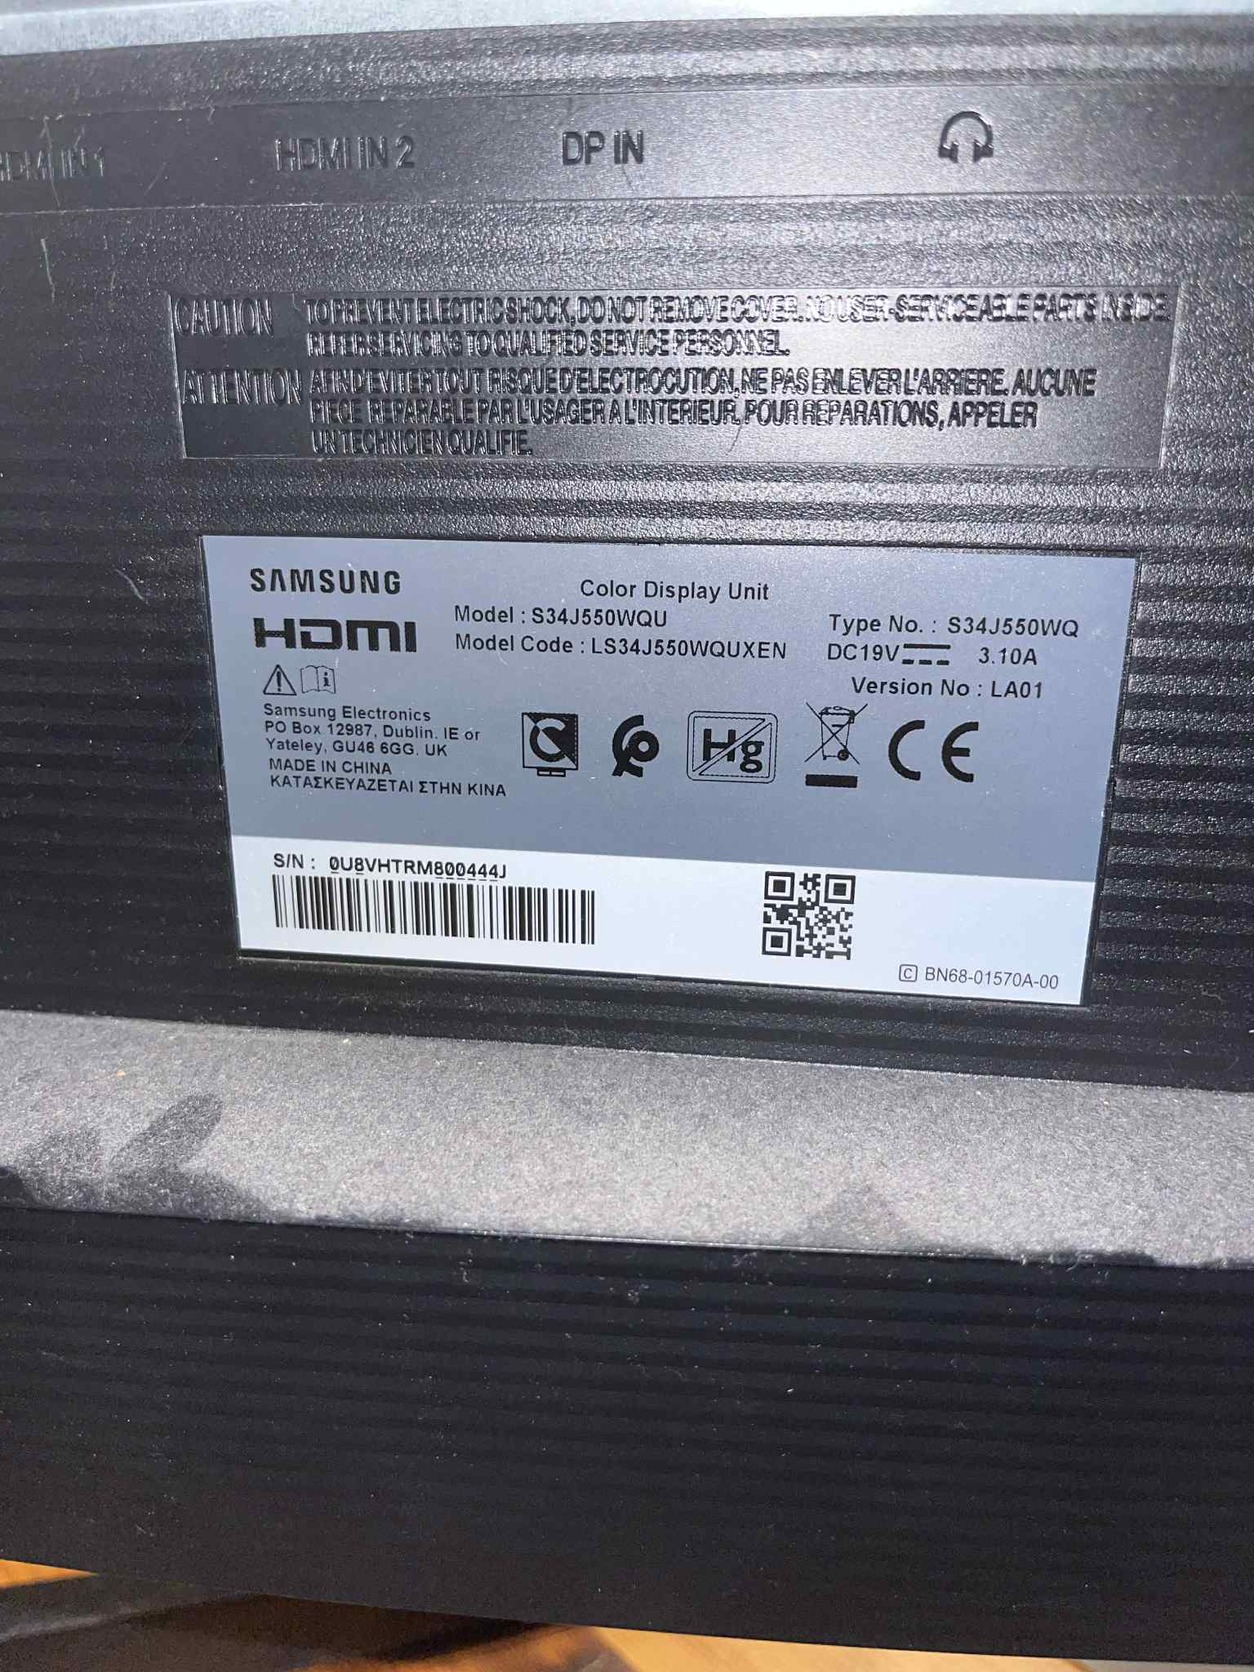 HDMI IN 1 HDMI IN 2 DP IN
CAUTION TO PREVENT ELECTRIC SHOCK, DO NOT REMOVE COVER. NO USER-SERVICEABLE PARTS INSIDE.
REFER SERVICING TO QUALIFIED SERVICE PERSONNEL.
ATTENTION AFIN D'EVITER TOUT RISQUE D'ELECTROCUTION, NE PAS ENLEVER L'ARRIERE. AUCUNE
PIECE REPARABLE PAR L'USAGER A L'INTERIEUR. POUR REPARATIONS, APPELER
UN TECHNICIEN QUALIFIE.
SAMSUNG
HDMI
Color Display Unit
Model : S34J550WQU
Model Code : LS34J550WQUXEN
Type No. : S34J550WQ
DC19V 3.10A
Version No : LA01
Samsung Electronics
PO Box 12987, Dublin. IE or
Yateley, GU46 6GG. UK
MADE IN CHINA
ΚΑΤΑΣΚΕΥΑΖΕΤΑΙ ΣΤΗΝ ΚΙΝΑ
C
Hg
CE
S/N : 0U8VHTRM800444J
C BN68-01570A-00